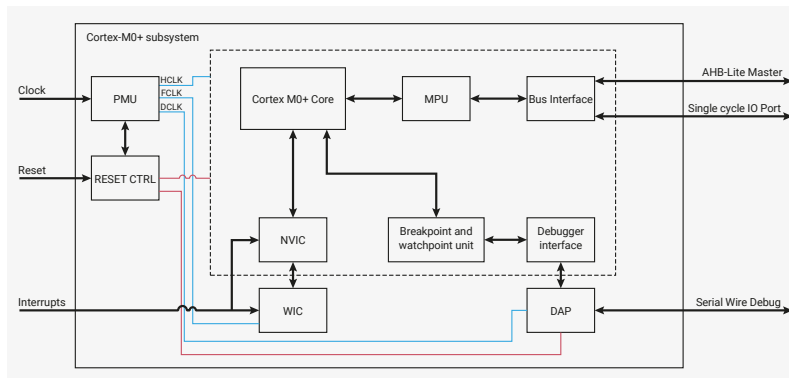 Cortex-M0+ subsystem
Clock
PMU
HCLK
FCLK
DCLK
Cortex M0+ Core
MPU
Bus Interface
AHB-Lite Master
Single cycle IO Port
Reset
RESET CTRL
NVIC
Breakpoint and
watchpoint unit
Debugger
interface
Interrupts
WIC
DAP
Serial Wire Debug